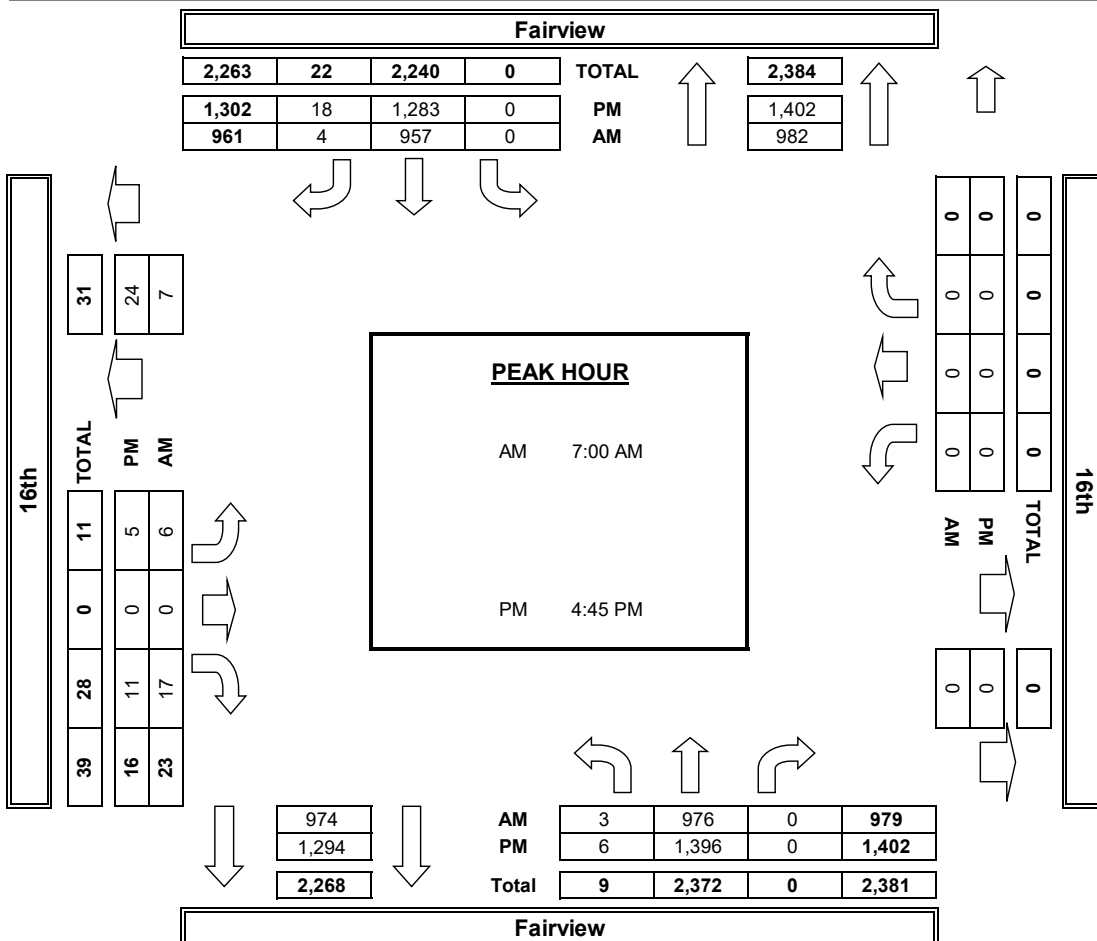 Fairview
2,263 22 2,240 0 TOTAL 2,384
1,302 18 1,283 0 PM 1,402
961 4 957 0 AM 982
16th
31 24 7
TOTAL PM AM
11 5 6
0 0 0
28 11 17
39 16 23
PEAK HOUR
AM 7:00 AM
PM 4:45 PM
0 0 0
0 0 0
0 0 0
0 0 0
AM PM TOTAL
0 0 0
16th
974 AM 3 976 0 979
1,294 PM 6 1,396 0 1,402
2,268 Total 9 2,372 0 2,381
Fairview